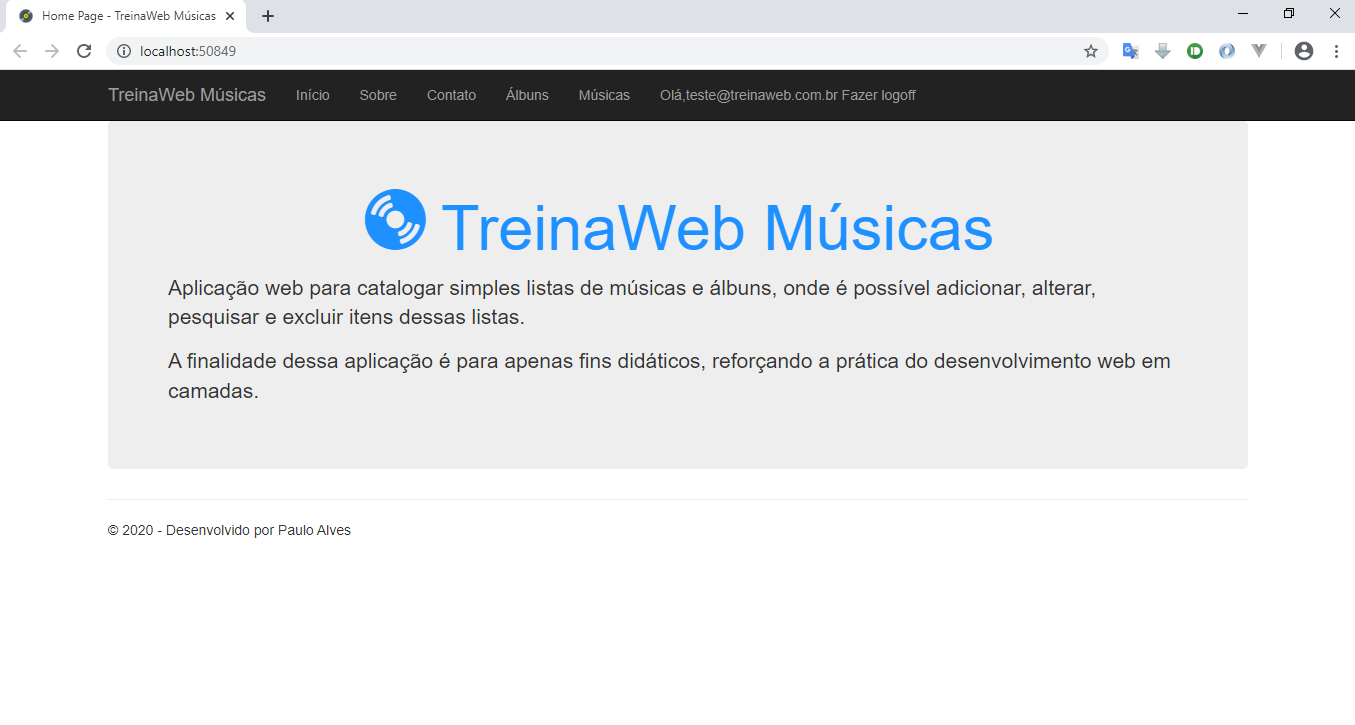 Home Page - TreinaWeb Músicas
localhost:50849
TreinaWeb Músicas Início Sobre Contato Álbuns Músicas Olá,teste@treinaweb.com.br Fazer logoff
TreinaWeb Músicas
Aplicação web para catalogar simples listas de músicas e álbuns, onde é possível adicionar, alterar,
pesquisar e excluir itens dessas listas.
A finalidade dessa aplicação é para apenas fins didáticos, reforçando a prática do desenvolvimento web em
camadas.
© 2020 - Desenvolvido por Paulo Alves